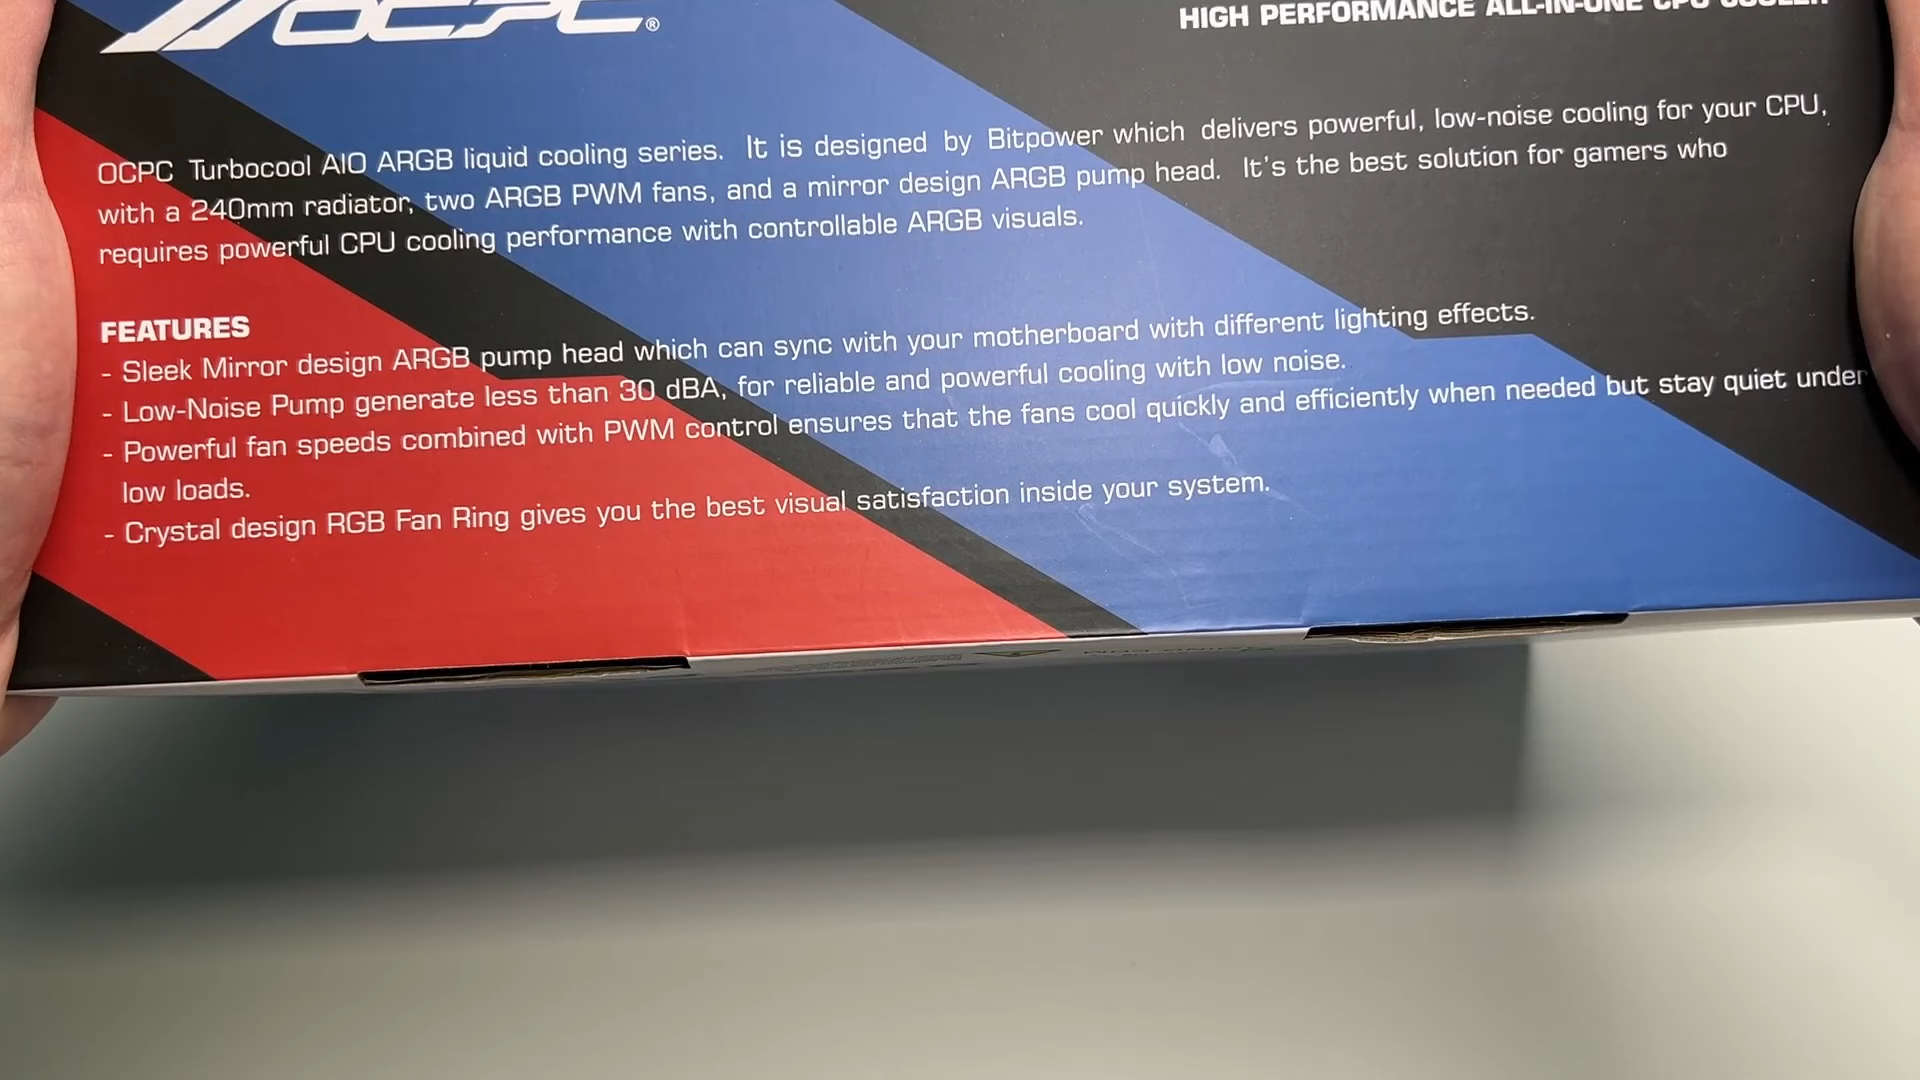 OCPC®
HIGH PERFORMANCE ALL-IN-ONE CPU COOLER
OCPC Turbocool AIO ARGB liquid cooling series. It is designed by Bitpower which delivers powerful, low-noise cooling for your CPU,
with a 240mm radiator, two ARGB PWM fans, and a mirror design ARGB pump head. It's the best solution for gamers who
requires powerful CPU cooling performance with controllable ARGB visuals.
FEATURES
- Sleek Mirror design ARGB pump head which can sync with your motherboard with different lighting effects.
- Low-Noise Pump generate less than 30 dBA, for reliable and powerful cooling with low noise.
- Powerful fan speeds combined with PWM control ensures that the fans cool quickly and efficiently when needed but stay quiet under
low loads.
- Crystal design RGB Fan Ring gives you the best visual satisfaction inside your system.